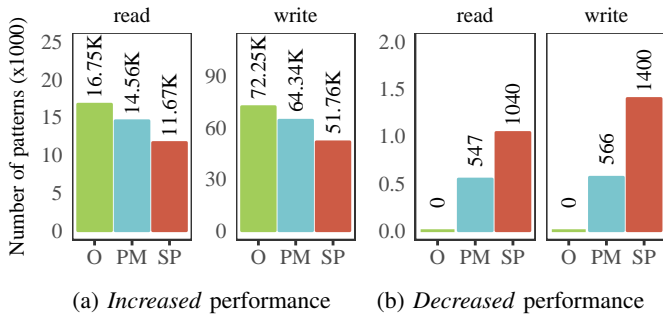 Number of patterns (x1000)
read
25
20
15
10
5
0
16.75K
14.56K
11.67K
O PM SP
write
90
60
30
0
72.25K
64.34K
51.76K
O PM SP
(a) Increased performance
read
2.0
1.5
1.0
0.5
0.0
0
547
1040
O PM SP
write
0
566
1400
O PM SP
(b) Decreased performance